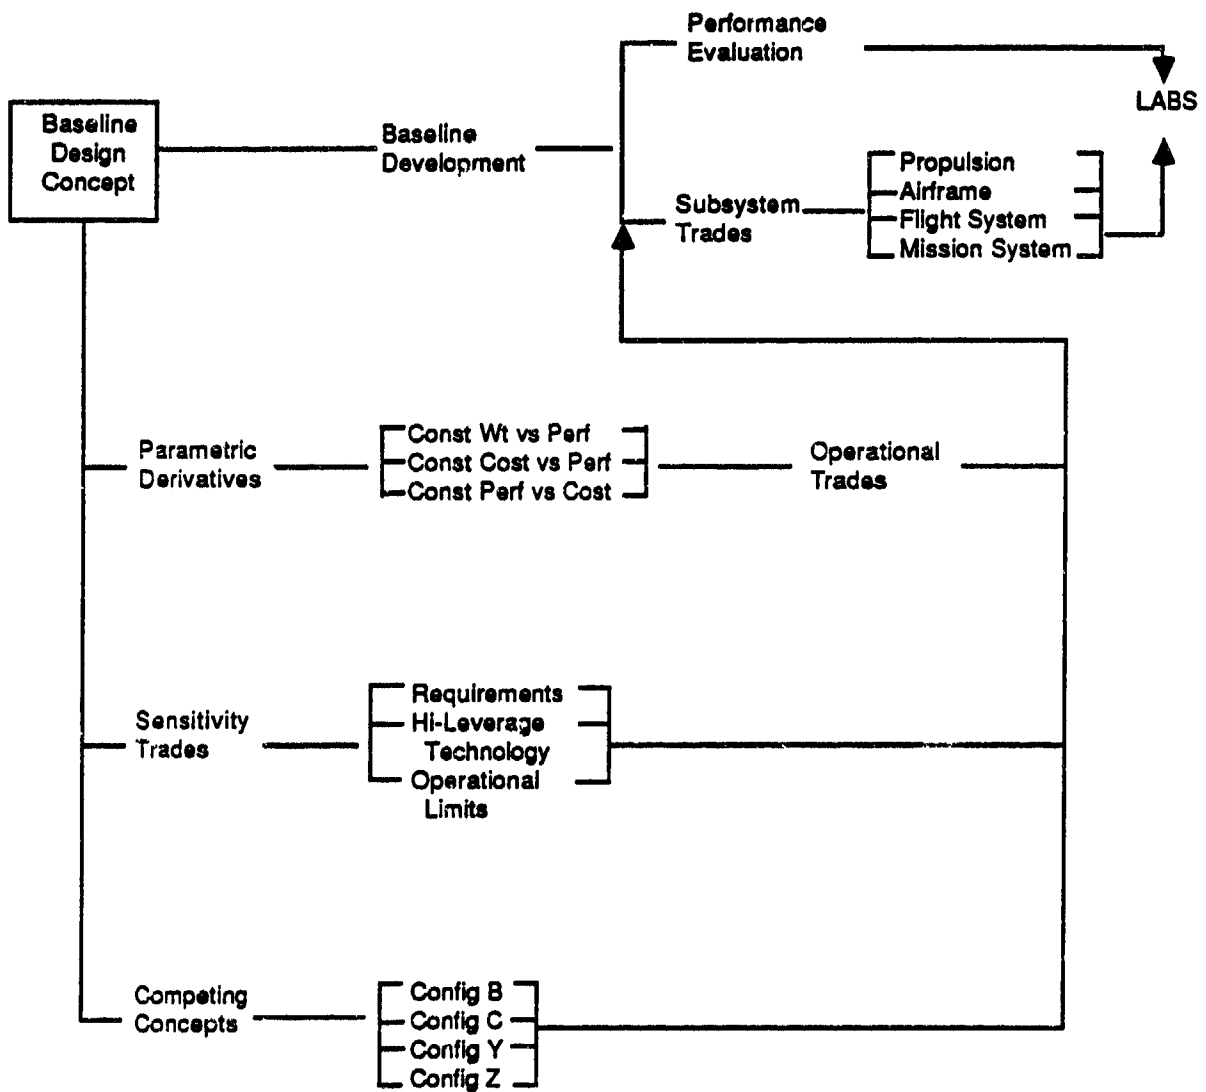 Performance
Evaluation
LABS
Baseline
Design
Concept
Baseline
Development
Subsystem
Trades
Propulsion
Airframe
Flight System
Mission System
Parametric
Derivatives
Const Wt vs Perf
Const Cost vs Perf
Const Perf vs Cost
Operational
Trades
Sensitivity
Trades
Requirements
Hi-Leverage
Technology
Operational
Limits
Competing
Concepts
Config B
Config C
Config Y
Config Z